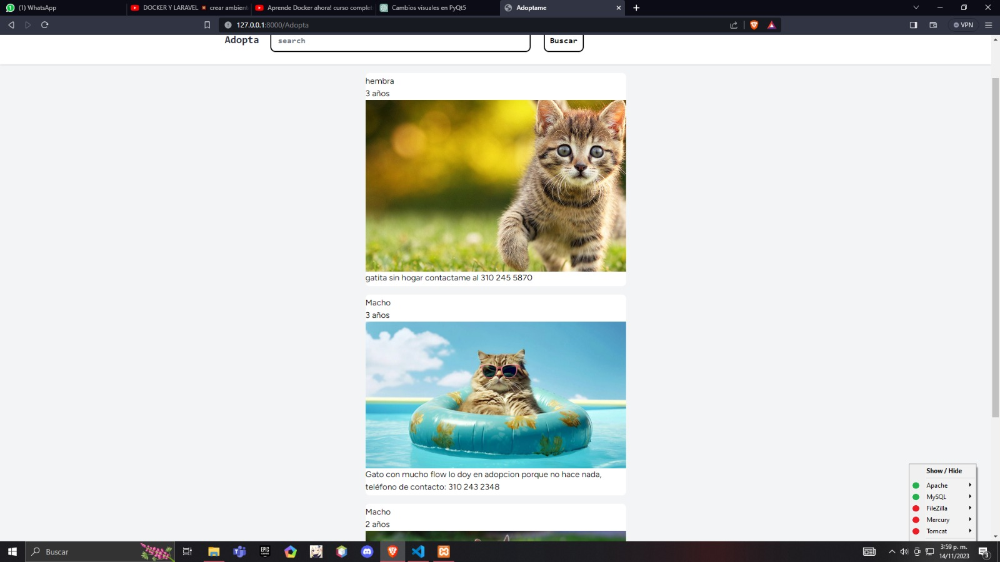 (1) WhatsApp
DOCKER Y LARAVEL crear ambien
Aprende Docker ahora! curso complet
Cambios visuales en PyQt5
Adoptame
127.0.0.1:8000/Adopta
VPN
Adopta
search
Buscar
hembra
3 años
gatita sin hogar contactame al 310 245 5870
Macho
3 años
Gato con mucho flow lo doy en adopcion porque no hace nada,
teléfono de contacto: 310 243 2348
Macho
2 años
Show / Hide
Apache
MySQL
FileZilla
Mercury
Tomcat
Buscar
EPIC
3:59 p. m.
14/11/2023
3